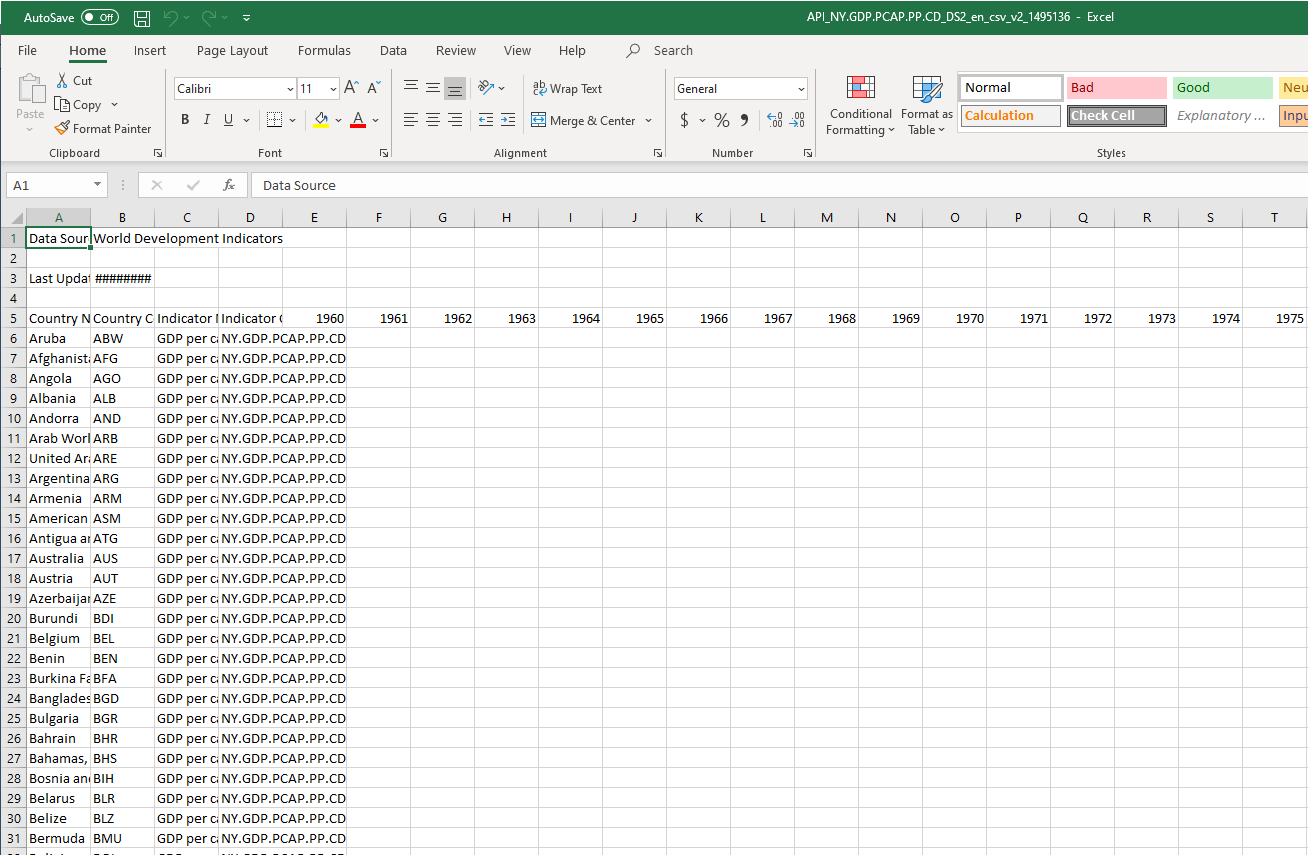 AutoSave Off API_NY.GDP.PCAP.PP.CD_DS2_en_csv_v2_1495136 - Excel
File Home Insert Page Layout Formulas Data Review View Help Search
Paste
Cut
Copy
Format Painter
Clipboard
Calibri 11 A^ A˅
B I U A
Font
ab Wrap Text
Merge & Center
Alignment
General
$ % 9
Number
Conditional Formatting
Format as Table
Normal Bad Good Neu
Calculation Check Cell Explanatory ... Inpu
Styles
A1 fx Data Source
A B C D E F G H I J K L M N O P Q R S T
1 Data Sour World Development Indicators
2
3 Last Updat ########
4
5 Country N Country C Indicator I Indicator C 1960 1961 1962 1963 1964 1965 1966 1967 1968 1969 1970 1971 1972 1973 1974 1975
6 Aruba ABW GDP per ca NY.GDP.PCAP.PP.CD
7 Afghanista AFG GDP per ca NY.GDP.PCAP.PP.CD
8 Angola AGO GDP per ca NY.GDP.PCAP.PP.CD
9 Albania ALB GDP per ca NY.GDP.PCAP.PP.CD
10 Andorra AND GDP per ca NY.GDP.PCAP.PP.CD
11 Arab Worl ARB GDP per ca NY.GDP.PCAP.PP.CD
12 United Ara ARE GDP per ca NY.GDP.PCAP.PP.CD
13 Argentina ARG GDP per ca NY.GDP.PCAP.PP.CD
14 Armenia ARM GDP per ca NY.GDP.PCAP.PP.CD
15 American ASM GDP per ca NY.GDP.PCAP.PP.CD
16 Antigua an ATG GDP per ca NY.GDP.PCAP.PP.CD
17 Australia AUS GDP per ca NY.GDP.PCAP.PP.CD
18 Austria AUT GDP per ca NY.GDP.PCAP.PP.CD
19 Azerbaijan AZE GDP per ca NY.GDP.PCAP.PP.CD
20 Burundi BDI GDP per ca NY.GDP.PCAP.PP.CD
21 Belgium BEL GDP per ca NY.GDP.PCAP.PP.CD
22 Benin BEN GDP per ca NY.GDP.PCAP.PP.CD
23 Burkina Fa BFA GDP per ca NY.GDP.PCAP.PP.CD
24 Banglades BGD GDP per ca NY.GDP.PCAP.PP.CD
25 Bulgaria BGR GDP per ca NY.GDP.PCAP.PP.CD
26 Bahrain BHR GDP per ca NY.GDP.PCAP.PP.CD
27 Bahamas, BHS GDP per ca NY.GDP.PCAP.PP.CD
28 Bosnia and BIH GDP per ca NY.GDP.PCAP.PP.CD
29 Belarus BLR GDP per ca NY.GDP.PCAP.PP.CD
30 Belize BLZ GDP per ca NY.GDP.PCAP.PP.CD
31 Bermuda BMU GDP per ca NY.GDP.PCAP.PP.CD